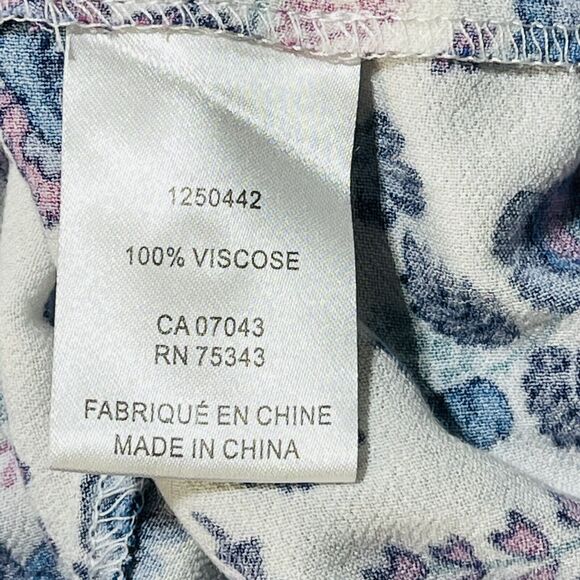 1250442
100% VISCOSE
CA 07043
RN 75343
FABRIQUÉ EN CHINE
MADE IN CHINA